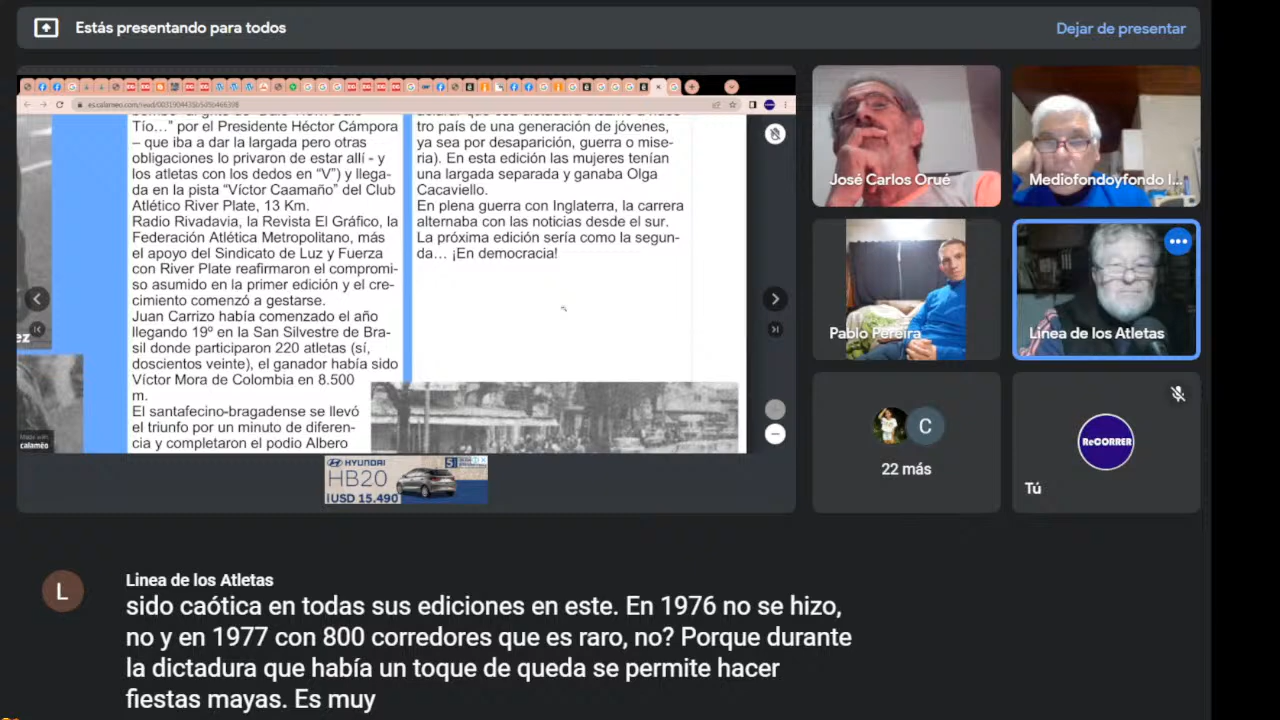 Estás presentando para todos
Dejar de presentar
es.calameo.com/read/0031904435b5d5b466398
Tío…” por el Presidente Héctor Cámpora
– que iba a dar la largada pero otras
obligaciones lo privaron de estar allí - y
los atletas con los dedos en “V”) y llega-
da en la pista “Víctor Caamaño” del Club
Atlético River Plate, 13 Km.
Radio Rivadavia, la Revista El Gráfico, la
Federación Atlética Metropolitano, más
el apoyo del Sindicato de Luz y Fuerza
con River Plate reafirmaron el compromi-
so asumido en la primer edición y el cre-
cimiento comenzó a gestarse.
Juan Carrizo había comenzado el año
llegando 19º en la San Silvestre de Bra-
sil donde participaron 220 atletas (sí,
doscientos veinte), el ganador había sido
Víctor Mora de Colombia en 8.500
m.
El santafecino-bragadense se llevó
el triunfo por un minuto de diferen-
cia y completaron el podio Albero
tro país de una generación de jóvenes,
ya sea por desaparición, guerra o mise-
ria). En esta edición las mujeres tenían
una largada separada y ganaba Olga
Cacaviello.
En plena guerra con Inglaterra, la carrera
alternaba con las noticias desde el sur.
La próxima edición sería como la segun-
da… ¡En democracia!
ez
Made with
calaméo
HYUNDAI
HB20
USD 15.490
José Carlos Orué
Mediofondoyfondo l...
Pablo Pereira
Linea de los Atletas
C
22 más
ReCORRER
Tú
L
Linea de los Atletas
sido caótica en todas sus ediciones en este. En 1976 no se hizo,
no y en 1977 con 800 corredores que es raro, no? Porque durante
la dictadura que había un toque de queda se permite hacer
fiestas mayas. Es muy